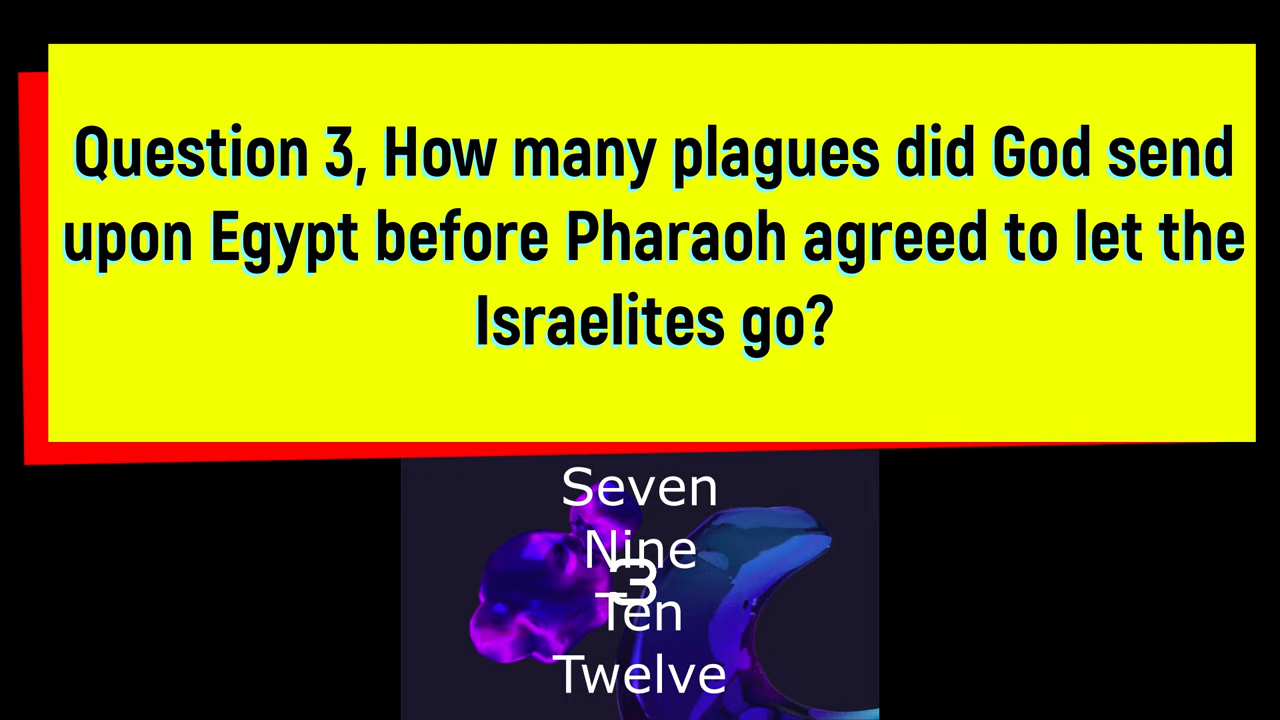 Question 3, How many plagues did God send
upon Egypt before Pharaoh agreed to let the
Israelites go?
Seven
Nine
3
Ten
Twelve